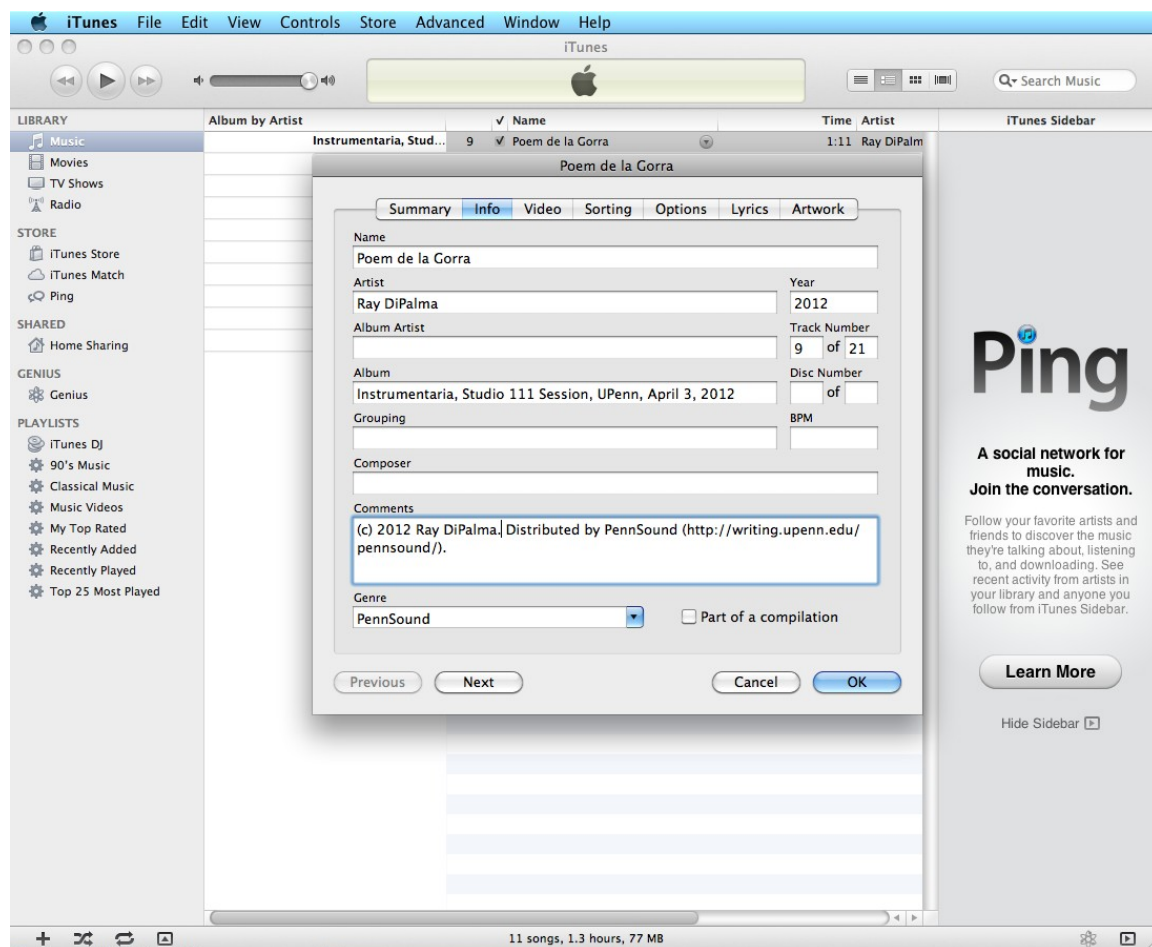 iTunes File Edit View Controls Store Advanced Window Help
iTunes
Search Music
LIBRARY
Music
Movies
TV Shows
Radio
STORE
iTunes Store
iTunes Match
Ping
SHARED
Home Sharing
GENIUS
Genius
PLAYLISTS
iTunes DJ
90's Music
Classical Music
Music Videos
My Top Rated
Recently Added
Recently Played
Top 25 Most Played
Album by Artist √ Name Time Artist
Instrumentaria, Stud... 9 Poem de la Gorra 1:11 Ray DiPalm
Poem de la Gorra
Summary Info Video Sorting Options Lyrics Artwork
Name
Poem de la Gorra
Artist Year
Ray DiPalma 2012
Album Artist Track Number
9 of 21
Album Disc Number
Instrumentaria, Studio 111 Session, UPenn, April 3, 2012 of
Grouping BPM
Composer
Comments
(c) 2012 Ray DiPalma. Distributed by PennSound (http://writing.upenn.edu/
pennsound/).
Genre
PennSound Part of a compilation
Previous Next Cancel OK
iTunes Sidebar
Ping
A social network for
music.
Join the conversation.
Follow your favorite artists and
friends to discover the music
they're talking about, listening
to, and downloading. See
recent activity from artists in
your library and anyone you
follow from iTunes Sidebar.
Learn More
Hide Sidebar
11 songs, 1.3 hours, 77 MB